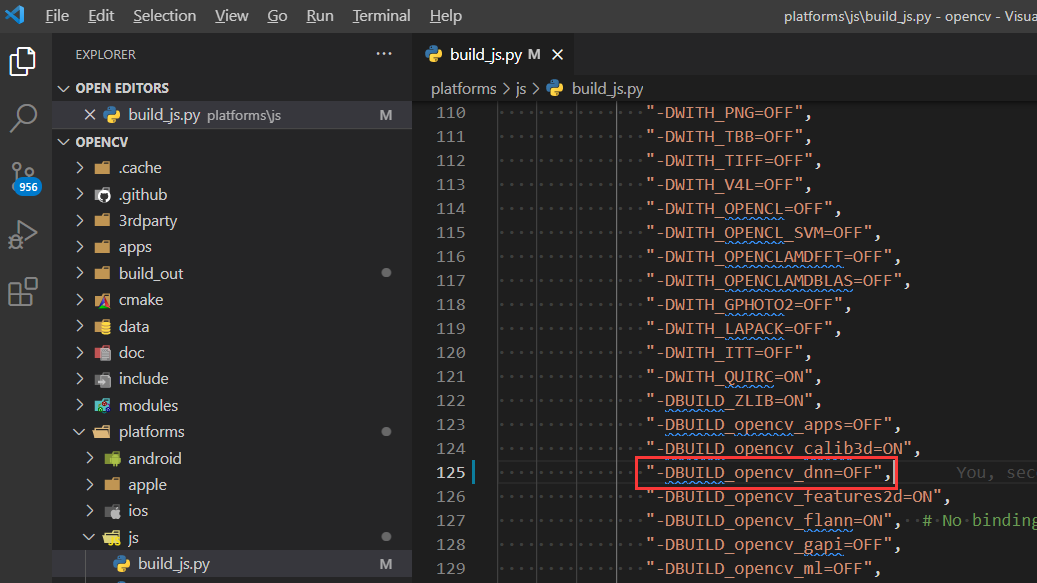 File Edit Selection View Go Run Terminal Help platforms\js\build_js.py - opencv - Visua
EXPLORER
OPEN EDITORS
build_js.py platforms\js M
OPENCV
.cache
.github
956
3rdparty
apps
build_out
cmake
data
doc
include
modules
platforms
android
apple
ios
js
build_js.py M
build_js.py M
platforms > js > build_js.py
110 "-DWITH_PNG=OFF",
111 "-DWITH_TBB=OFF",
112 "-DWITH_TIFF=OFF",
113 "-DWITH_V4L=OFF",
114 "-DWITH_OPENCL=OFF",
115 "-DWITH_OPENCL_SVM=OFF",
116 "-DWITH_OPENCLAMDFFT=OFF",
117 "-DWITH_OPENCLAMDBLAS=OFF",
118 "-DWITH_GPHOTO2=OFF",
119 "-DWITH_LAPACK=OFF",
120 "-DWITH_ITT=OFF",
121 "-DWITH_QUIRC=ON",
122 "-DBUILD_ZLIB=ON",
123 "-DBUILD_opencv_apps=OFF",
124 "-DBUILD_opencv_calib3d=ON",
125 "-DBUILD_opencv_dnn=OFF", You, sec
126 "-DBUILD_opencv_features2d=ON",
127 "-DBUILD_opencv_flann=ON", # No binding
128 "-DBUILD_opencv_gapi=OFF",
129 "-DBUILD_opencv_ml=OFF",